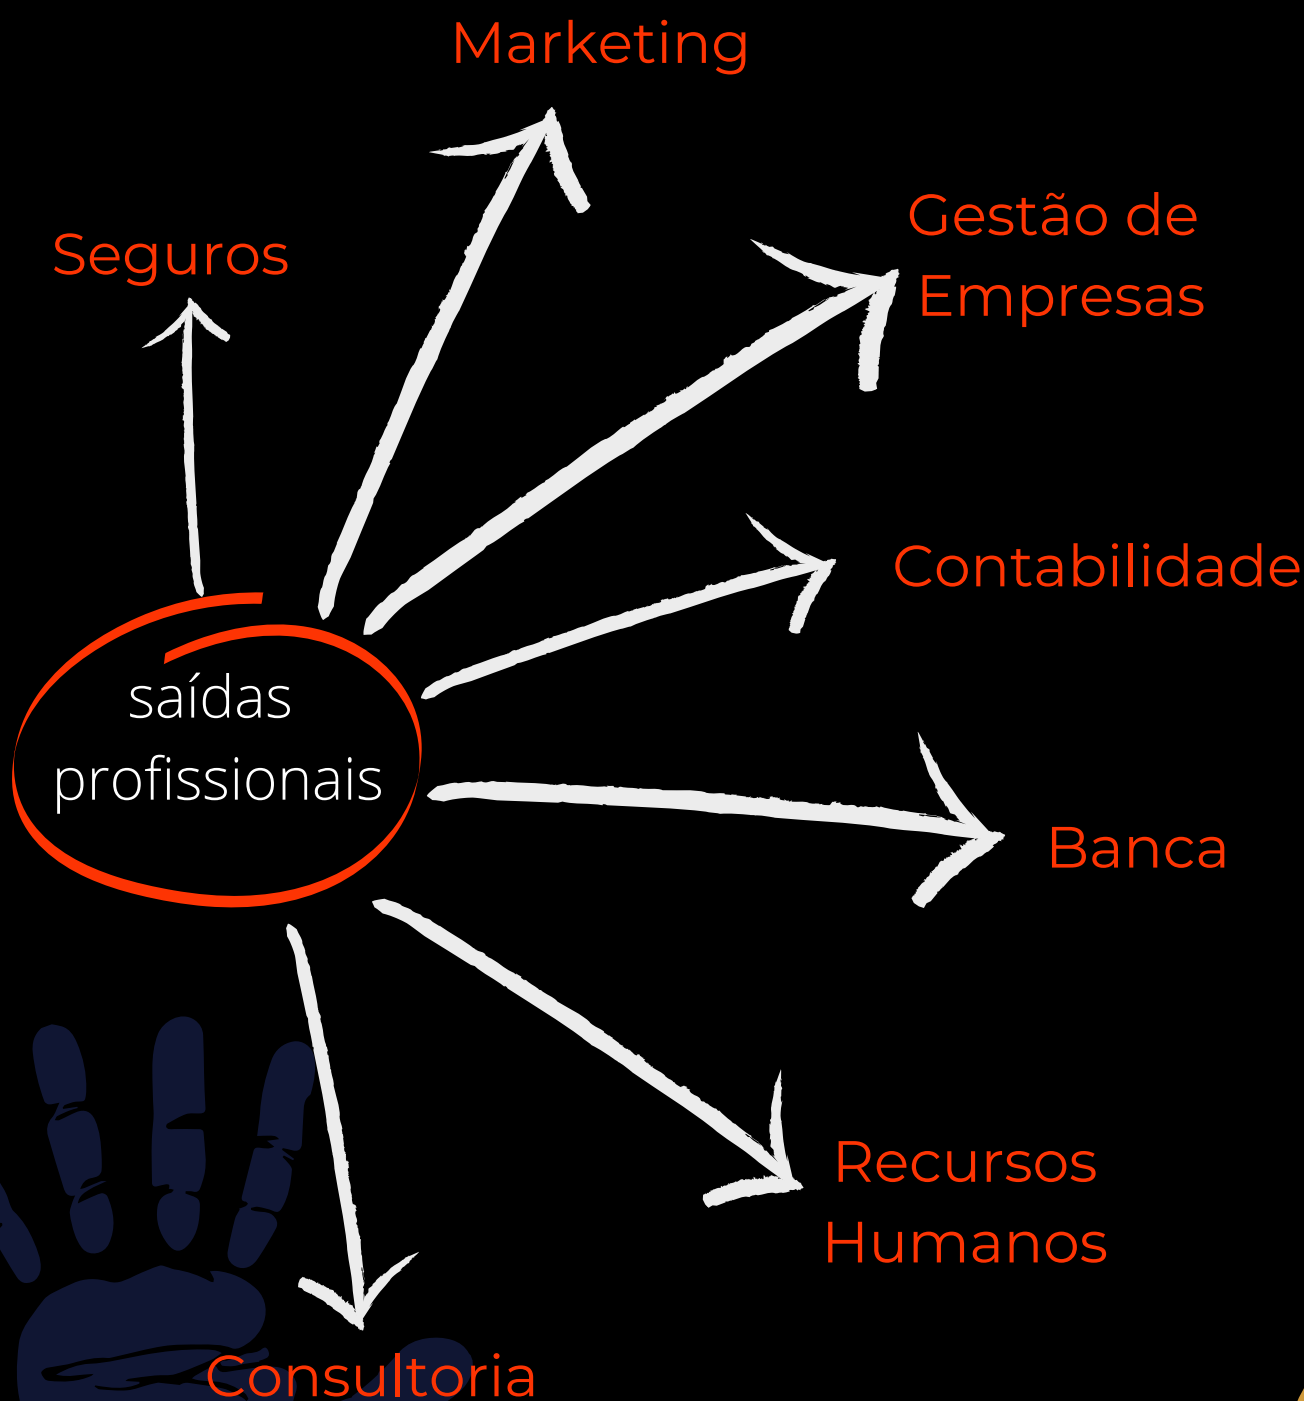 Marketing
Seguros
Gestão de
Empresas
Contabilidade
saídas
profissionais
Banca
Recursos
Humanos
Consultoria